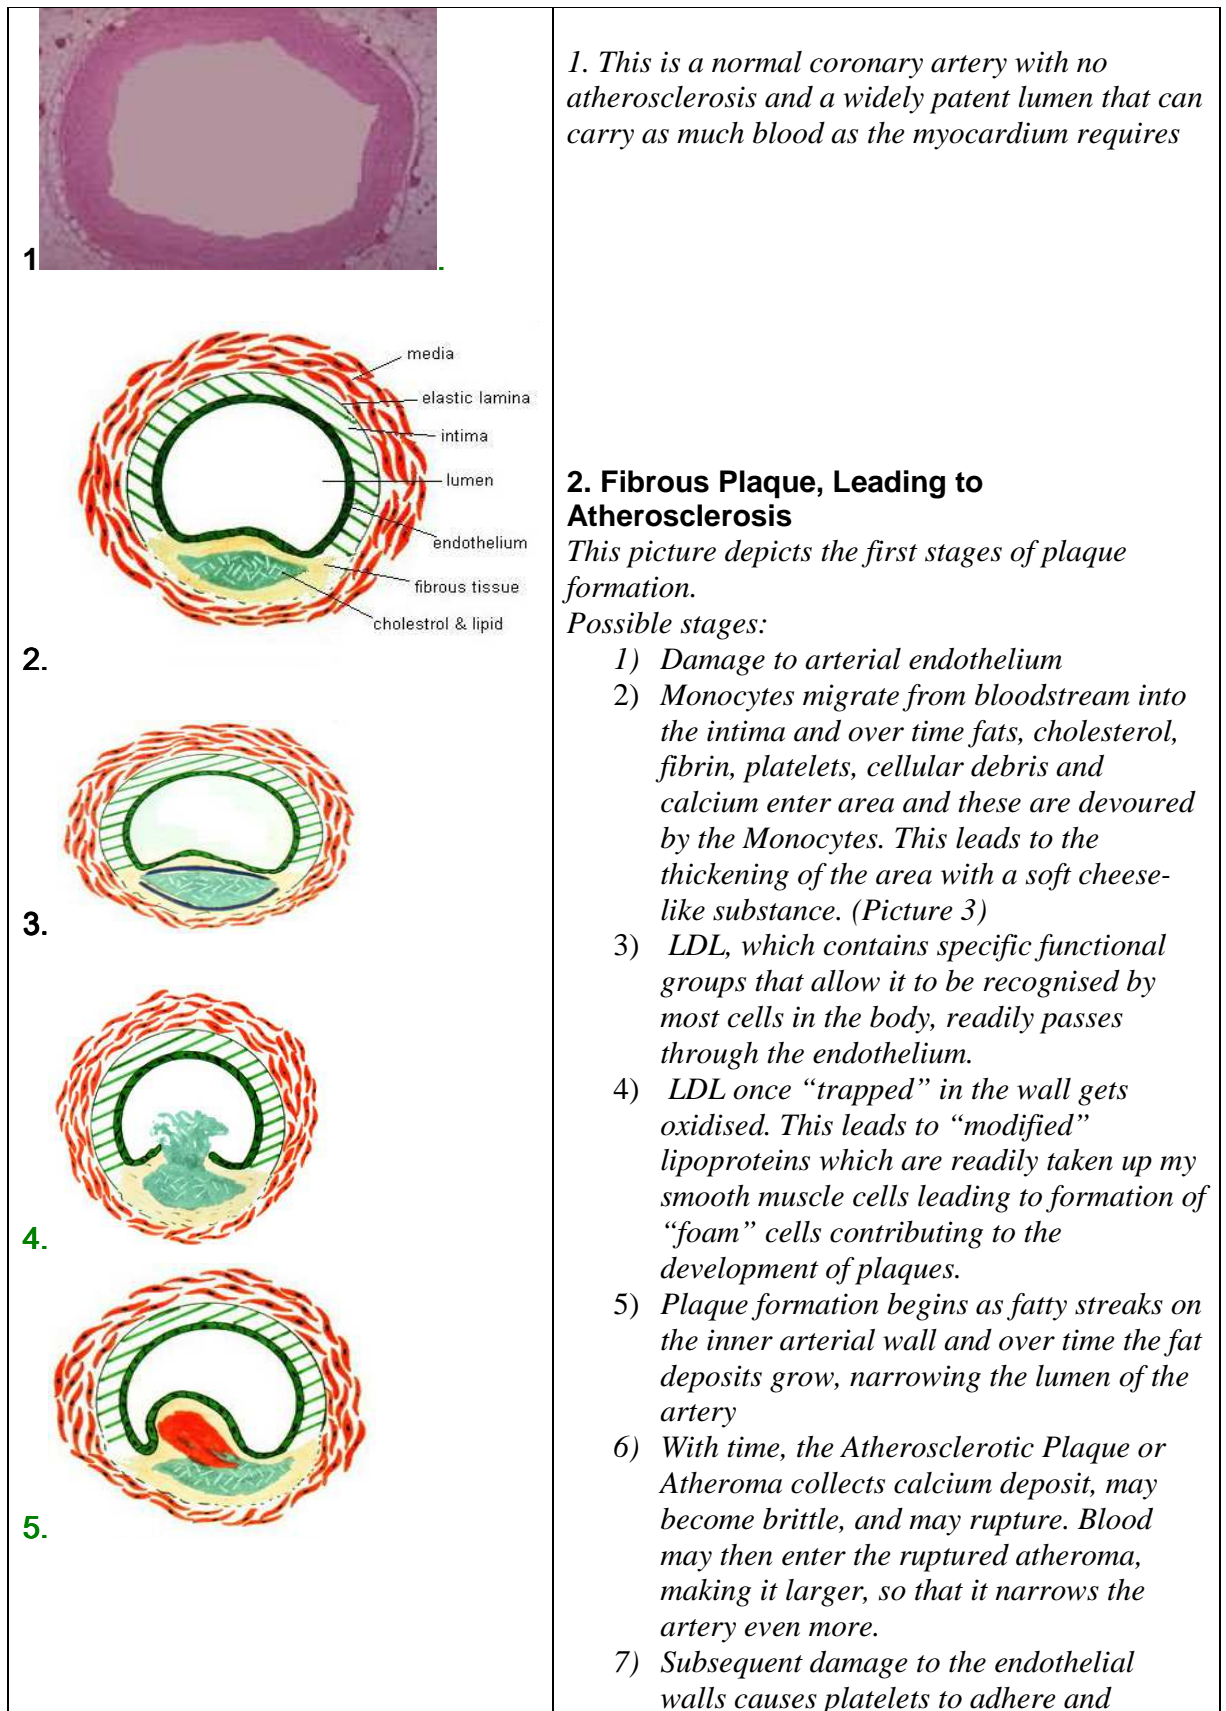 1.
media
elastic lamina
intima
lumen
endothelium
fibrous tissue
cholestrol & lipid
2.
3.
4.
5.
1. This is a normal coronary artery with no
atherosclerosis and a widely patent lumen that can
carry as much blood as the myocardium requires
2. Fibrous Plaque, Leading to
Atherosclerosis
This picture depicts the first stages of plaque
formation.
Possible stages:
1) Damage to arterial endothelium
2) Monocytes migrate from bloodstream into
the intima and over time fats, cholesterol,
fibrin, platelets, cellular debris and
calcium enter area and these are devoured
by the Monocytes. This leads to the
thickening of the area with a soft cheese-
like substance. (Picture 3)
3) LDL, which contains specific functional
groups that allow it to be recognised by
most cells in the body, readily passes
through the endothelium.
4) LDL once “trapped” in the wall gets
oxidised. This leads to “modified”
lipoproteins which are readily taken up my
smooth muscle cells leading to formation of
“foam” cells contributing to the
development of plaques.
5) Plaque formation begins as fatty streaks on
the inner arterial wall and over time the fat
deposits grow, narrowing the lumen of the
artery
6) With time, the Atherosclerotic Plaque or
Atheroma collects calcium deposit, may
become brittle, and may rupture. Blood
may then enter the ruptured atheroma,
making it larger, so that it narrows the
artery even more.
7) Subsequent damage to the endothelial
walls causes platelets to adhere and